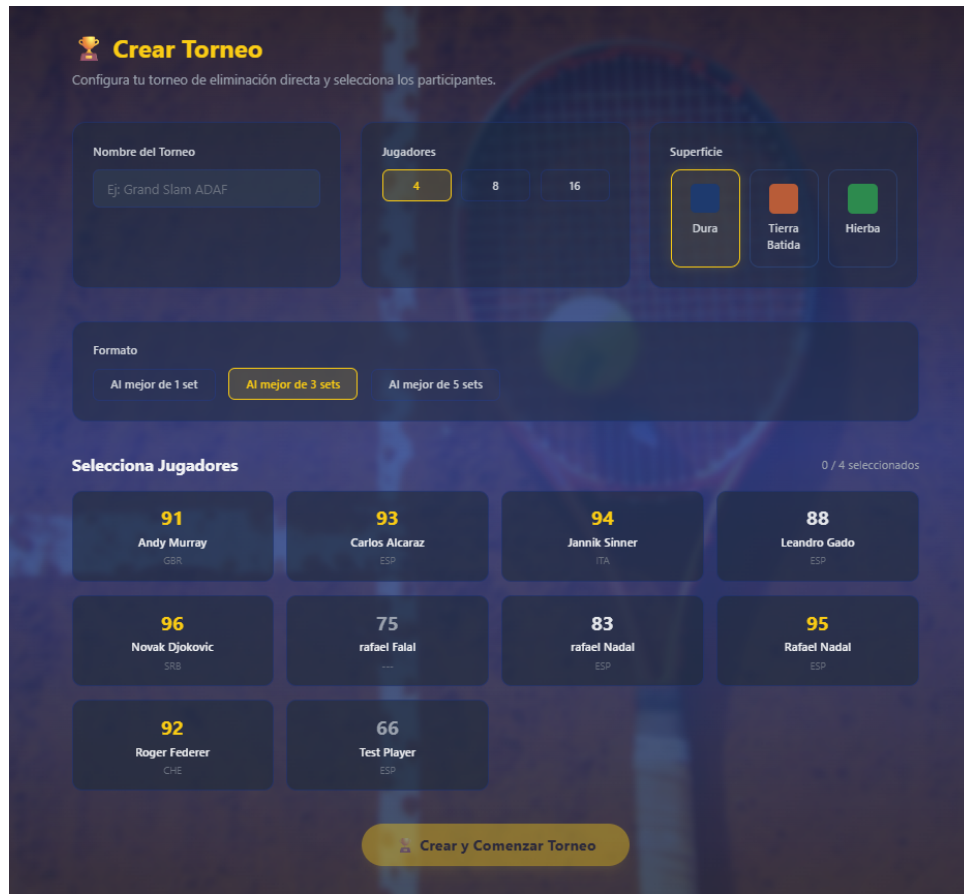 Crear Torneo
Configura tu torneo de eliminación directa y selecciona los participantes.
Nombre del Torneo
Ej: Grand Slam ADAF
Jugadores
4
8
16
Superficie
Dura
Tierra
Batida
Hierba
Formato
Al mejor de 1 set
Al mejor de 3 sets
Al mejor de 5 sets
Selecciona Jugadores
0 / 4 seleccionados
91
Andy Murray
GBR
93
Carlos Alcaraz
ESP
94
Jannik Sinner
ITA
88
Leandro Gado
ESP
96
Novak Djokovic
SRB
75
rafael Falal
---
83
rafael Nadal
ESP
95
Rafael Nadal
ESP
92
Roger Federer
CHE
66
Test Player
ESP
Crear y Comenzar Torneo